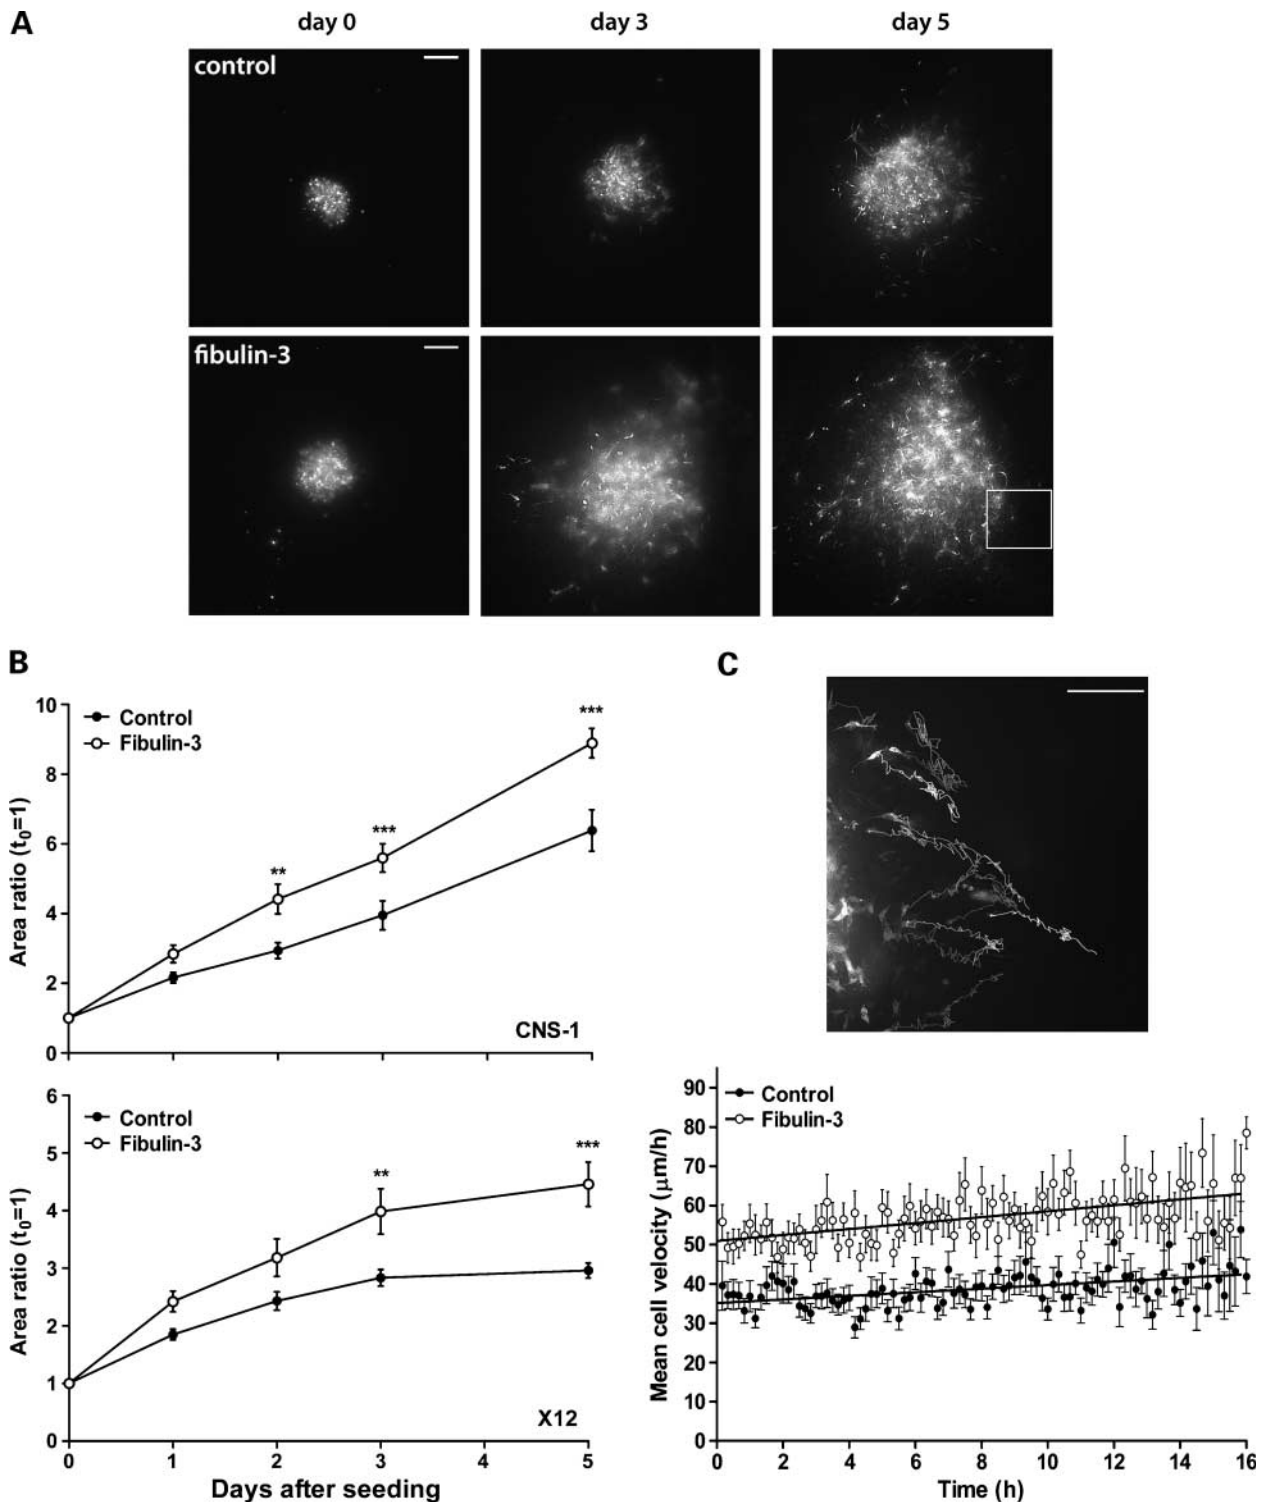 A
day 0
day 3
day 5
control
fibulin-3
B
10
8
6
4
2
0
Area ratio (t0=1)
Control
Fibulin-3
**
***
***
CNS-1
6
5
4
3
2
1
0
Area ratio (t0=1)
Control
Fibulin-3
**
***
X12
0
1
2
3
4
5
Days after seeding
C
90
80
70
60
50
40
30
20
10
0
Mean cell velocity (μm/h)
Control
Fibulin-3
0
2
4
6
8
10
12
14
16
Time (h)